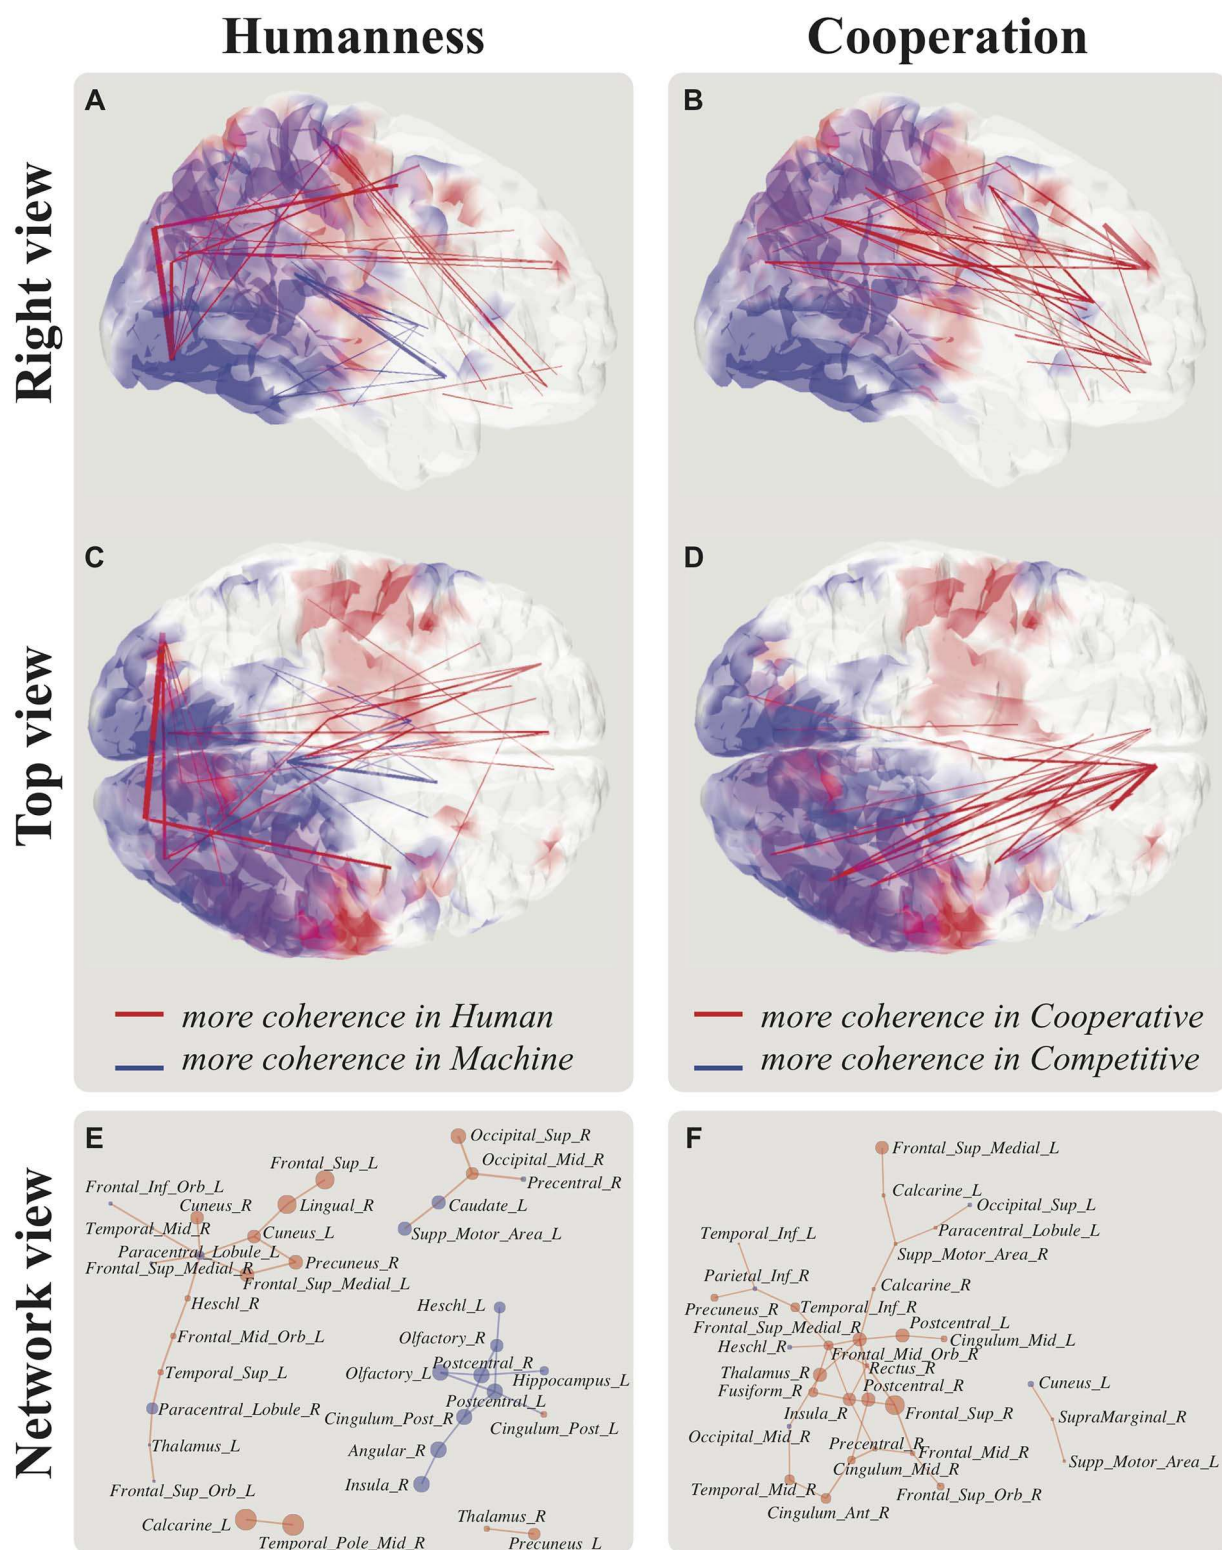 Humanness
Cooperation
Right view
A
B
Top view
C
D
more coherence in Human
more coherence in Machine
more coherence in Cooperative
more coherence in Competitive
Network view
E
Occipital_Sup_R
Frontal_Sup_L
Occipital_Mid_R
Precentral_R
Frontal_Inf_Orb_L
Cuneus_R
Lingual_R
Caudate_L
Temporal_Mid_R
Cuneus_L
Supp_Motor_Area_L
Paracentral_Lobule_L
Precuneus_R
Frontal_Sup_Medial_R
Frontal_Sup_Medial_L
Heschl_R
Heschl_L
Frontal_Mid_Orb_L
Olfactory_R
Postcentral_R
Temporal_Sup_L
Olfactory_L
Hippocampus_L
Postcentral_L
Paracentral_Lobule_R
Cingulum_Post_R
Cingulum_Post_L
Thalamus_L
Angular_R
Insula_R
Frontal_Sup_Orb_L
Calcarine_L
Temporal_Pole_Mid_R
Thalamus_R
Precuneus_L
F
Frontal_Sup_Medial_L
Calcarine_L
Occipital_Sup_L
Temporal_Inf_L
Paracentral_Lobule_L
Supp_Motor_Area_R
Parietal_Inf_R
Calcarine_R
Precuneus_R
Temporal_Inf_R
Frontal_Sup_Medial_R
Postcentral_L
Heschl_R
Cingulum_Mid_L
Frontal_Mid_Orb_R
Rectus_R
Thalamus_R
Fusiform_R
Postcentral_R
Cuneus_L
Insula_R
Frontal_Sup_R
SupraMarginal_R
Occipital_Mid_R
Precentral_R
Frontal_Mid_R
Supp_Motor_Area_L
Cingulum_Mid_R
Temporal_Mid_R
Frontal_Sup_Orb_R
Cingulum_Ant_R